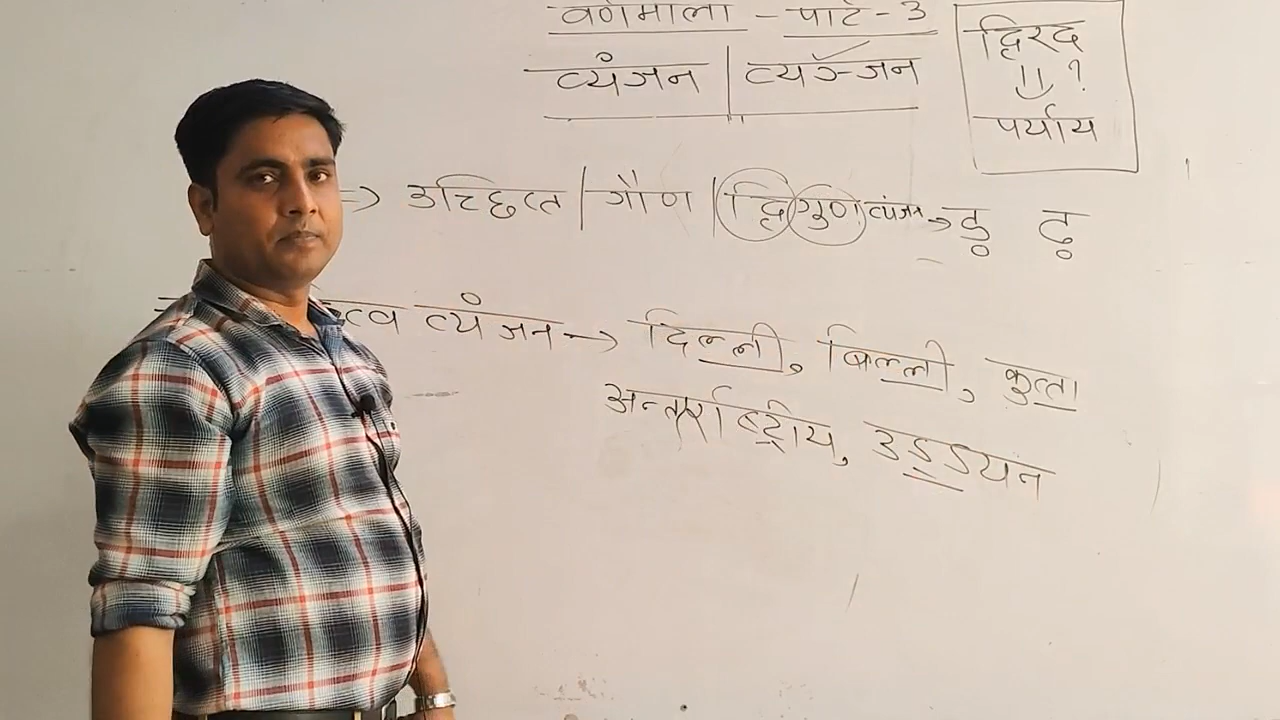 वर्णमाला - पार्ट - 3
व्यंजन | व्यञ्जन
द्विरद
= ?
पर्याय
-> उच्छिप्त | गौण | द्विगुण व्यंजन -> ड़ ढ़
त्व व्यंजन -> दिल्ली, बिल्ली, कुत्ता
अन्तर्राष्ट्रीय, उड्डयन